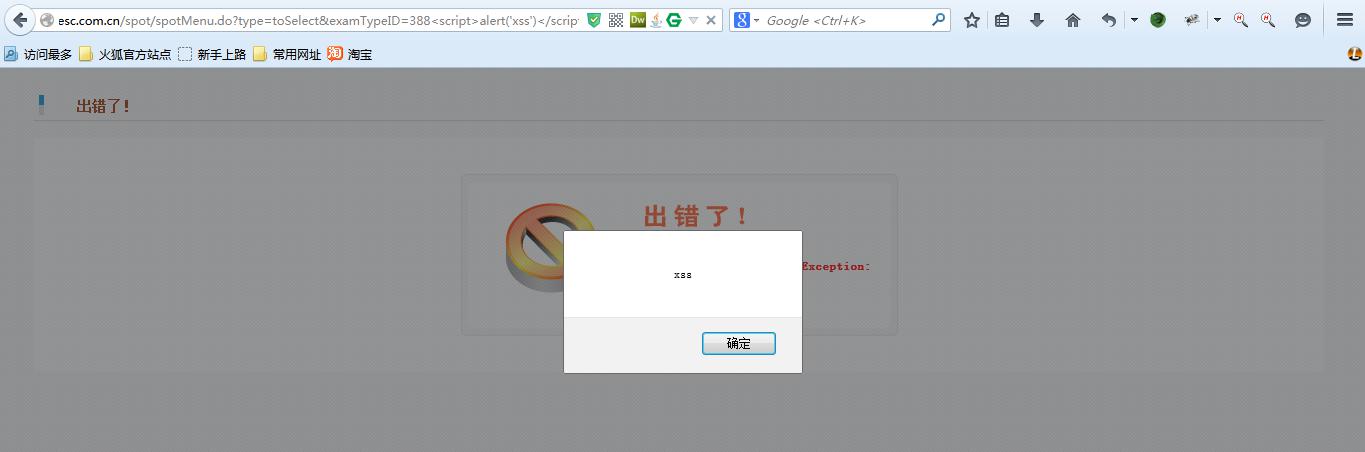 esc.com.cn/spot/spotMenu.do?type=toSelect&examTypeID=388<script>alert('xss')</script
Google <Ctrl+K>
访问最多 火狐官方站点 新手上路 常用网址 淘 淘宝
出错了!
出错了!
Exception:
xss
确定